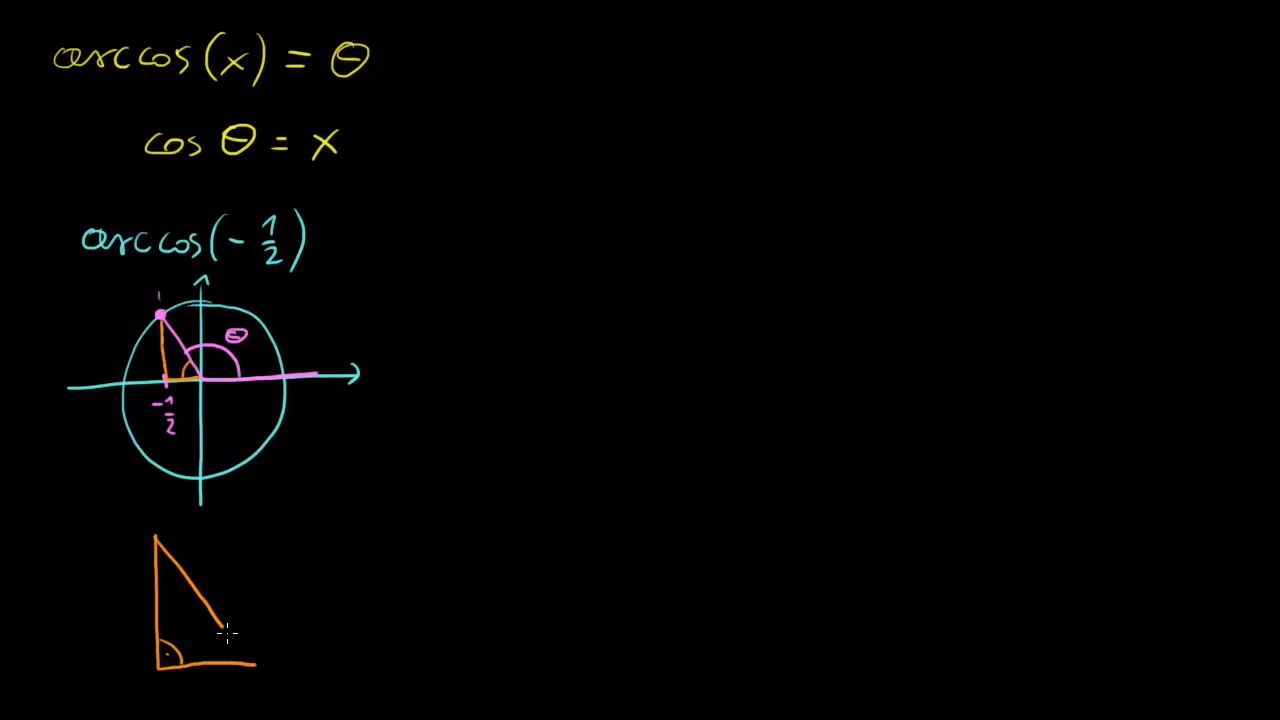 arccos(x) = θ
cos θ = x
arccos(-1/2)
θ
-1/2